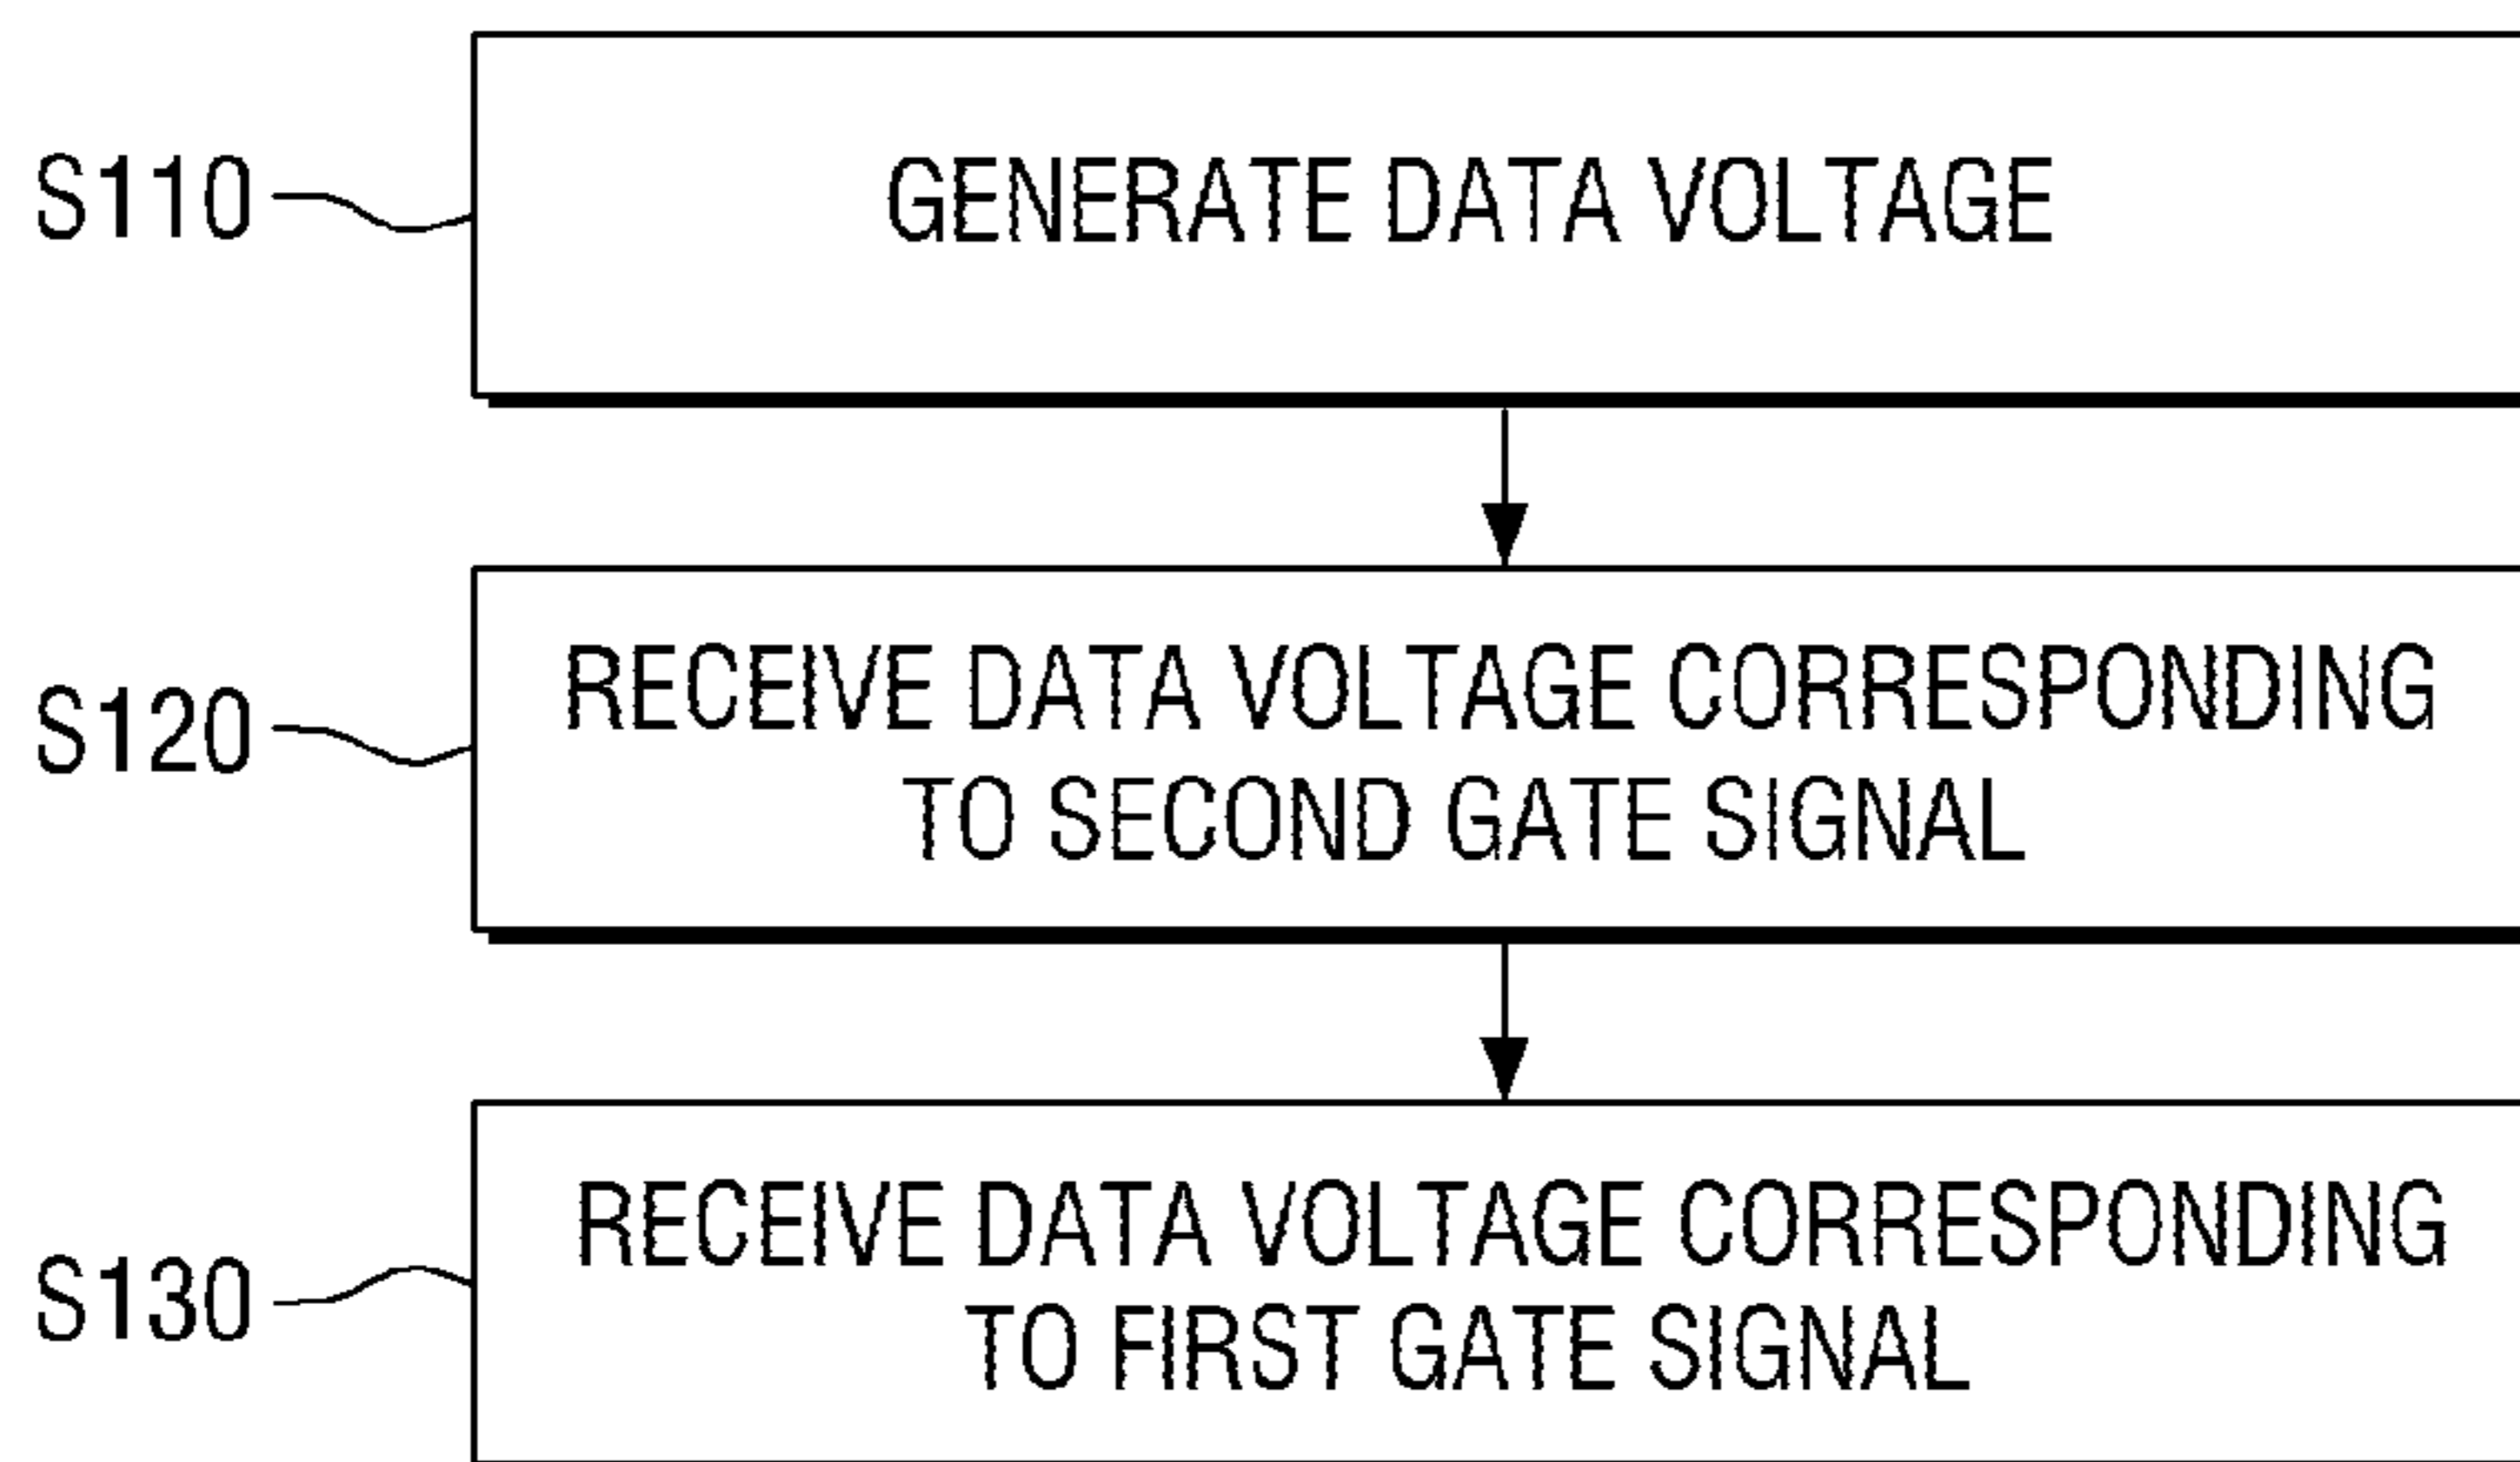 S110
GENERATE DATA VOLTAGE
S120
RECEIVE DATA VOLTAGE CORRESPONDING
TO SECOND GATE SIGNAL
S130
RECEIVE DATA VOLTAGE CORRESPONDING
TO FIRST GATE SIGNAL